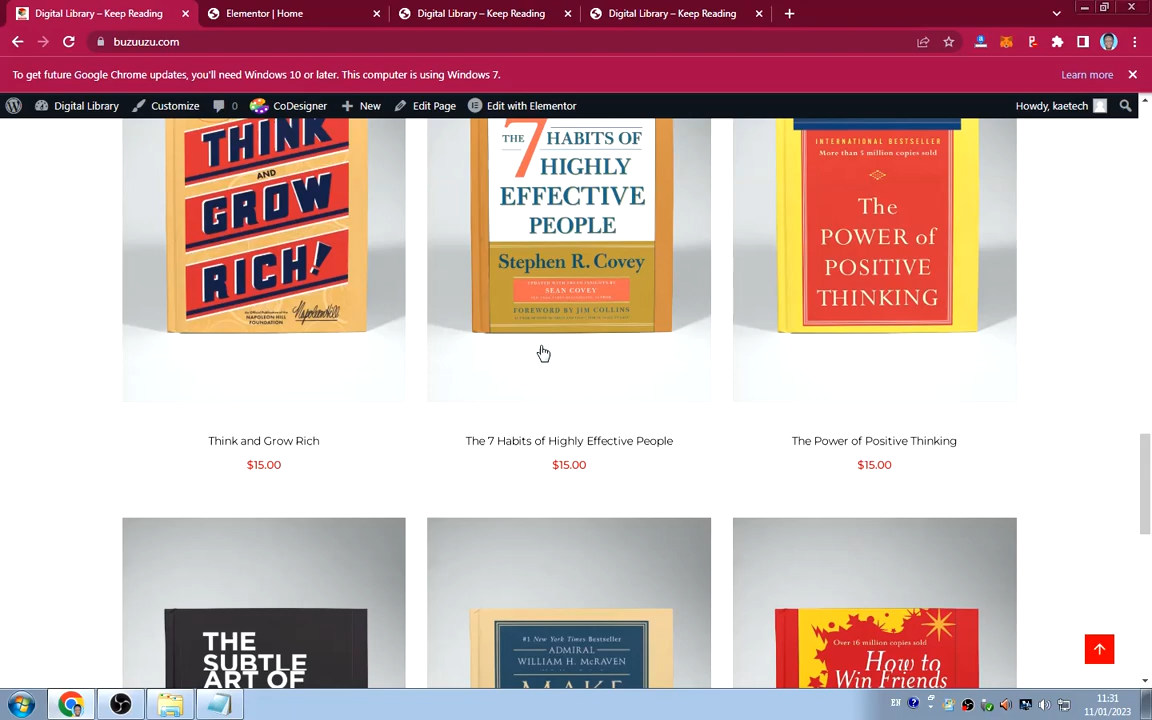 Digital Library – Keep Reading
Elementor | Home
Digital Library – Keep Reading
Digital Library – Keep Reading
buzuuzu.com
To get future Google Chrome updates, you'll need Windows 10 or later. This computer is using Windows 7.
Learn more
Digital Library
Customize
0
CoDesigner
New
Edit Page
Edit with Elementor
Howdy, kaetech
THINK
AND
GROW
RICH!
NAPOLEON HILL
FOUNDATION
THE 7 HABITS OF
HIGHLY
EFFECTIVE
PEOPLE
Stephen R. Covey
SEAN COVEY
FOREWORD BY JIM COLLINS
INTERNATIONAL BESTSELLER
More than 5 million copies sold
The
POWER of
POSITIVE
THINKING
Think and Grow Rich
$15.00
The 7 Habits of Highly Effective People
$15.00
The Power of Positive Thinking
$15.00
THE
SUBTLE
ART OF
#1 New York Times Bestseller
ADMIRAL
WILLIAM H. McRAVEN
MAKE
Over 16 million copies sold
How to
Win Friends
EN
11:31
11/01/2023